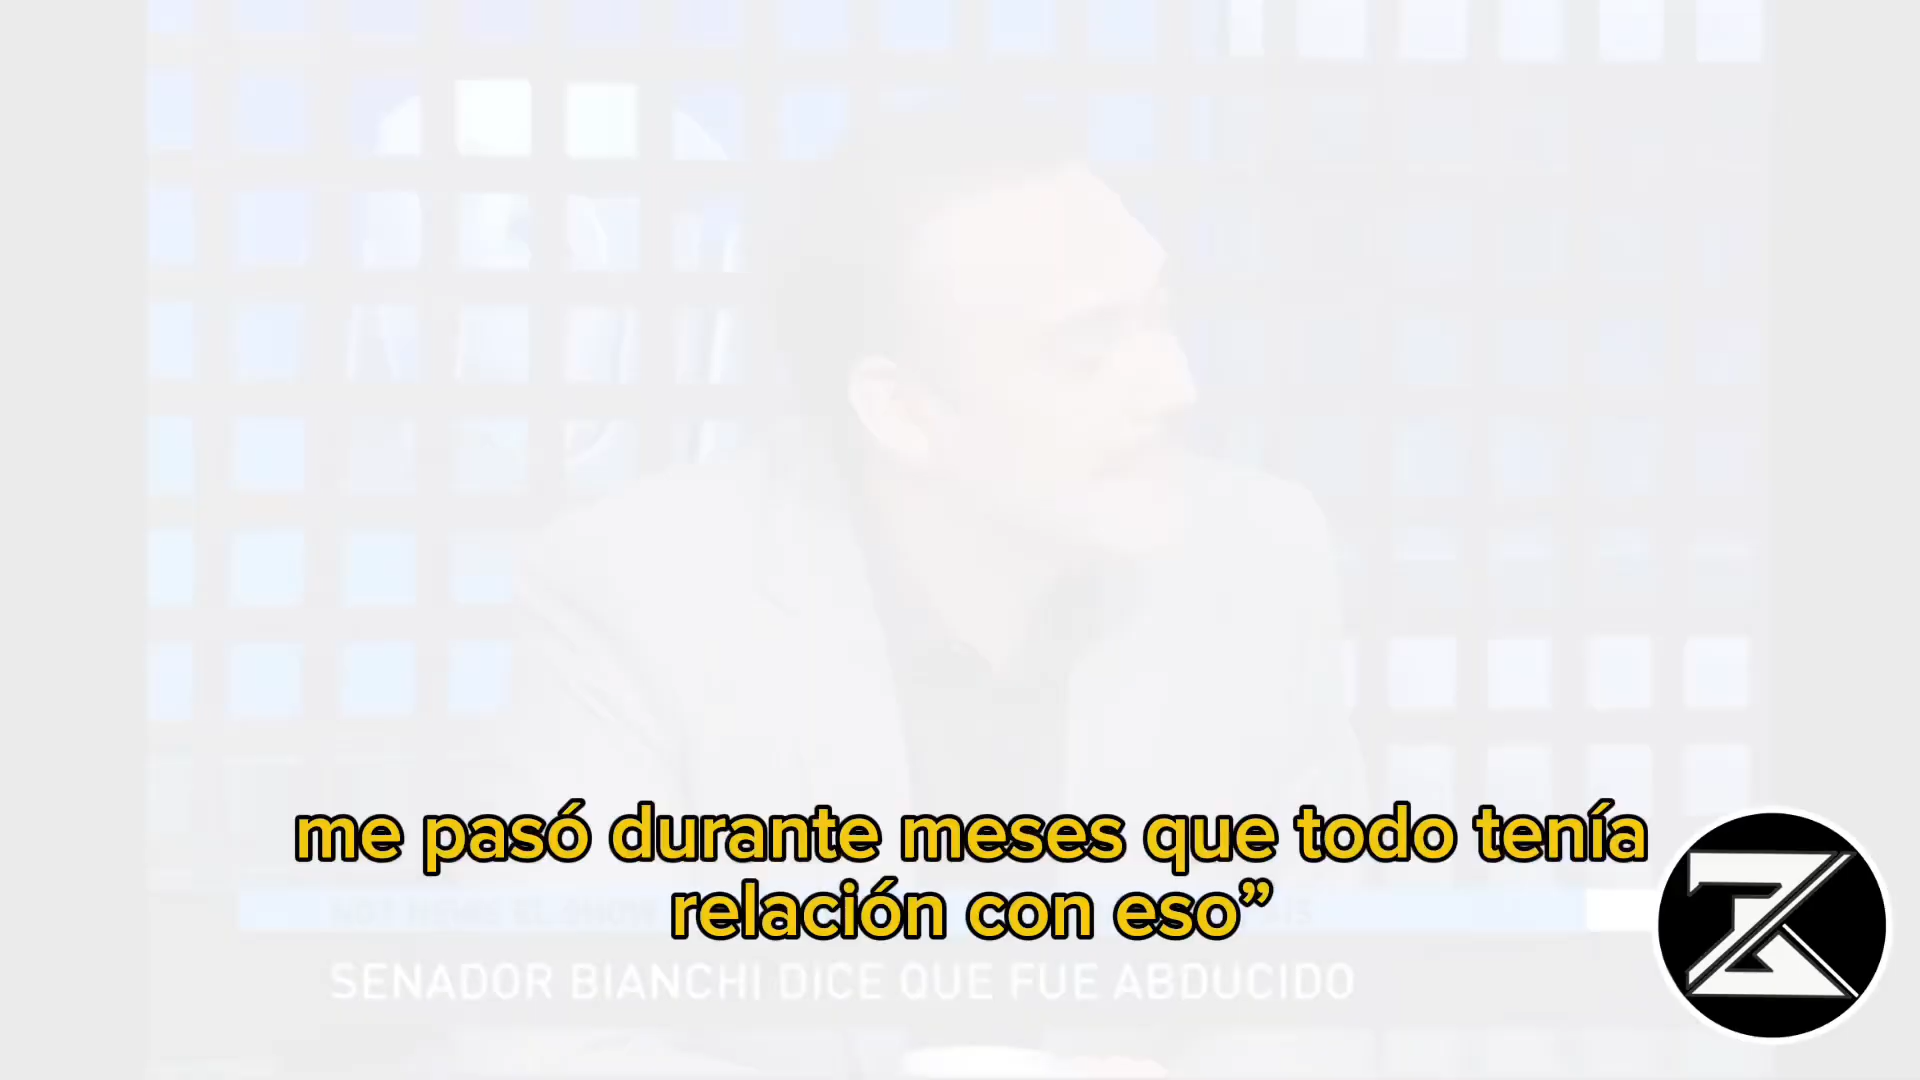 me pasó durante meses que todo tenía
relación con eso”
SENADOR BIANCHI DICE QUE FUE ABDUCIDO